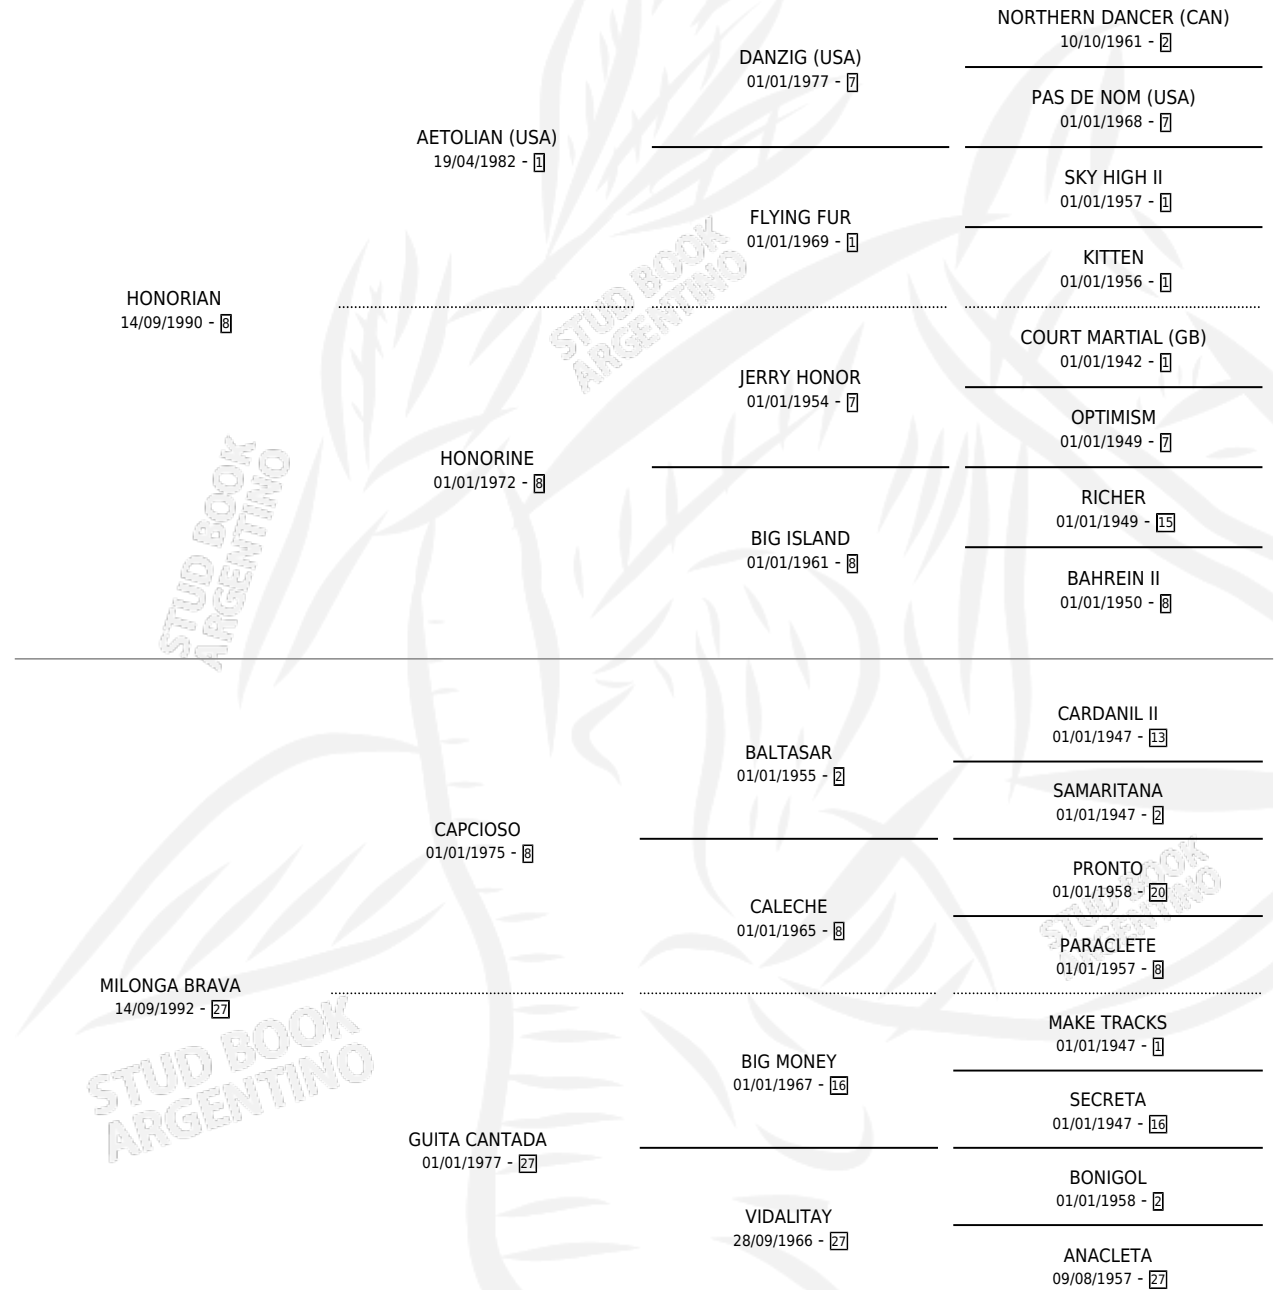 NORTHERN DANCER (CAN)
10/10/1961 - 2
DANZIG (USA)
01/01/1977 - 7
PAS DE NOM (USA)
01/01/1968 - 7
AETOLIAN (USA)
19/04/1982 - 1
SKY HIGH II
01/01/1957 - 1
FLYING FUR
01/01/1969 - 1
KITTEN
01/01/1956 - 1
HONORIAN
14/09/1990 - 8
COURT MARTIAL (GB)
01/01/1942 - 1
JERRY HONOR
01/01/1954 - 7
OPTIMISM
01/01/1949 - 7
HONORINE
01/01/1972 - 8
RICHER
01/01/1949 - 15
BIG ISLAND
01/01/1961 - 8
BAHREIN II
01/01/1950 - 8
STUD BOOK
ARGENTINO
STUD BOOK
ARGENTINO
CARDANIL II
01/01/1947 - 13
BALTASAR
01/01/1955 - 2
SAMARITANA
01/01/1947 - 2
CAPCIOSO
01/01/1975 - 8
PRONTO
01/01/1958 - 20
CALECHE
01/01/1965 - 8
PARACLETE
01/01/1957 - 8
MILONGA BRAVA
14/09/1992 - 27
MAKE TRACKS
01/01/1947 - 1
BIG MONEY
01/01/1967 - 16
SECRETA
01/01/1947 - 16
GUITA CANTADA
01/01/1977 - 27
BONIGOL
01/01/1958 - 2
VIDALITAY
28/09/1966 - 27
ANACLETA
09/08/1957 - 27
STUD BOOK
ARGENTINO
STUD BOOK
ARGENTINO